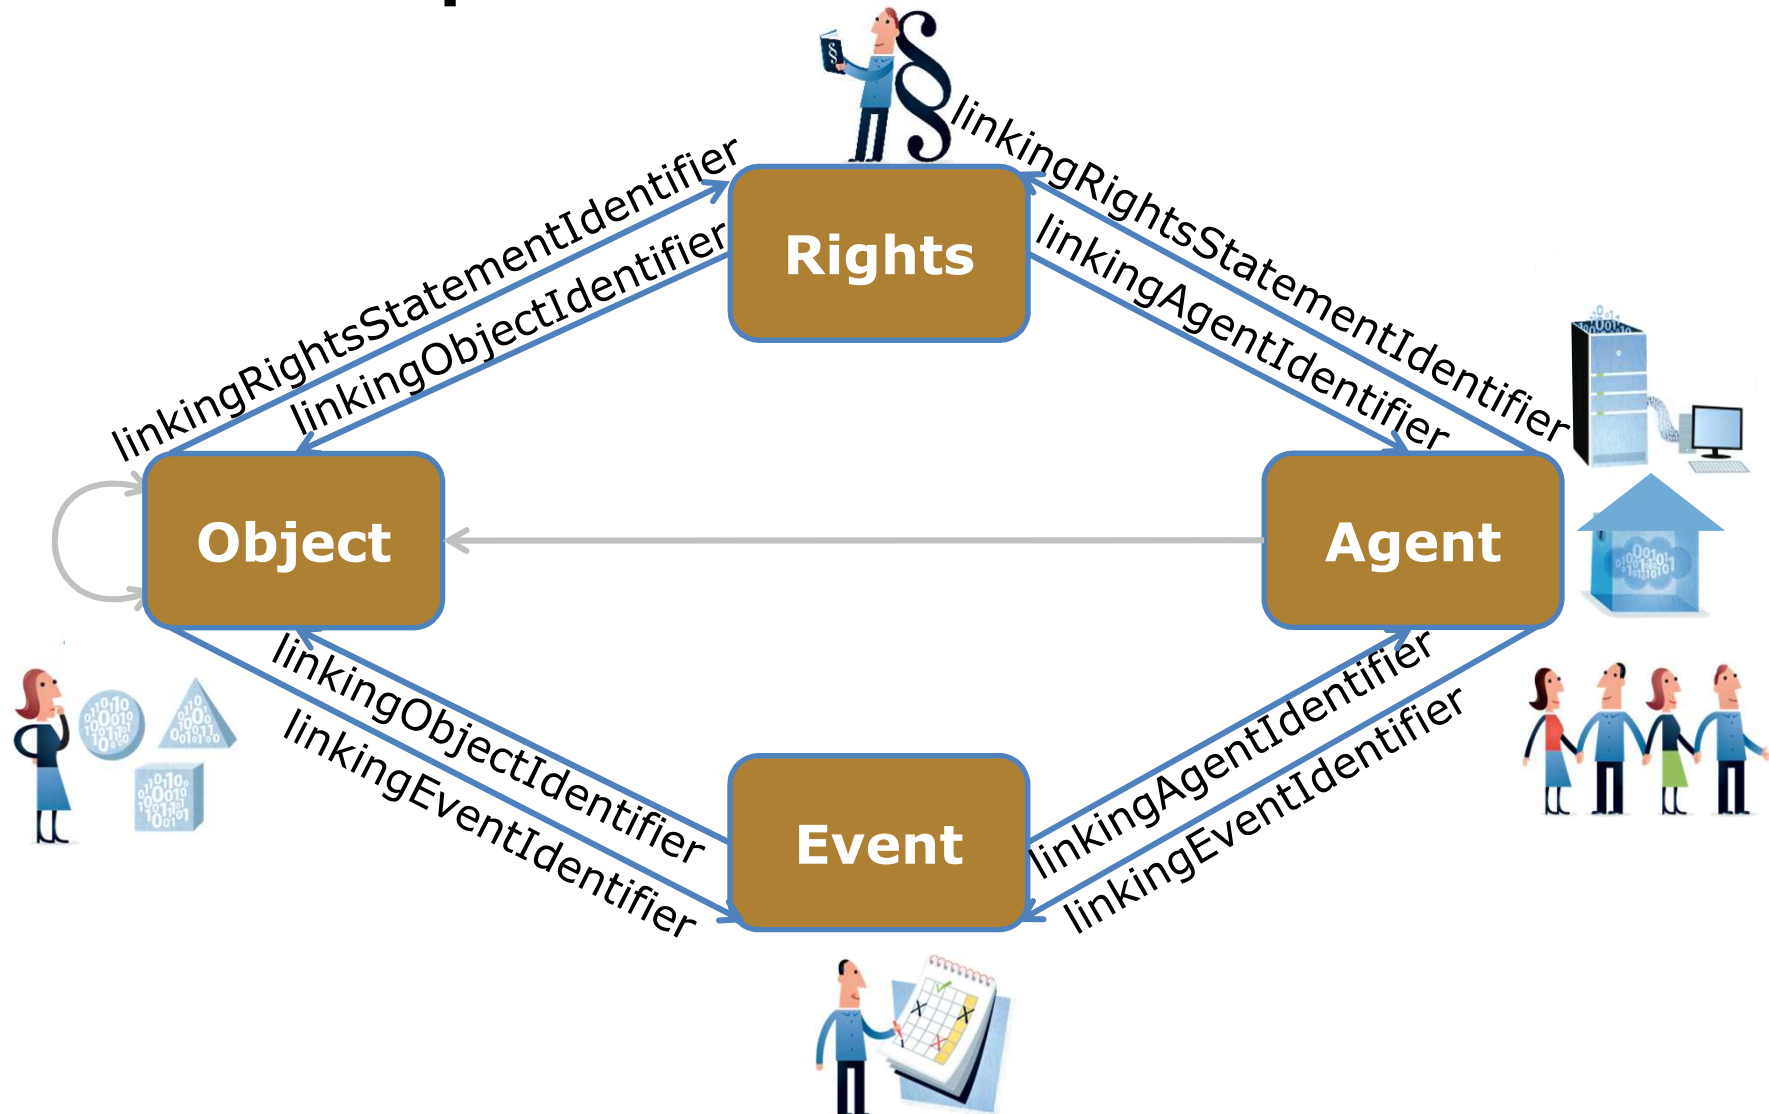 §
§
linkingRightsStatementIdentifier
linkingRightsStatementIdentifier
linkingObjectIdentifier
linkingAgentIdentifier
Rights
Object
Agent
linkingObjectIdentifier
linkingAgentIdentifier
linkingEventIdentifier
linkingEventIdentifier
Event